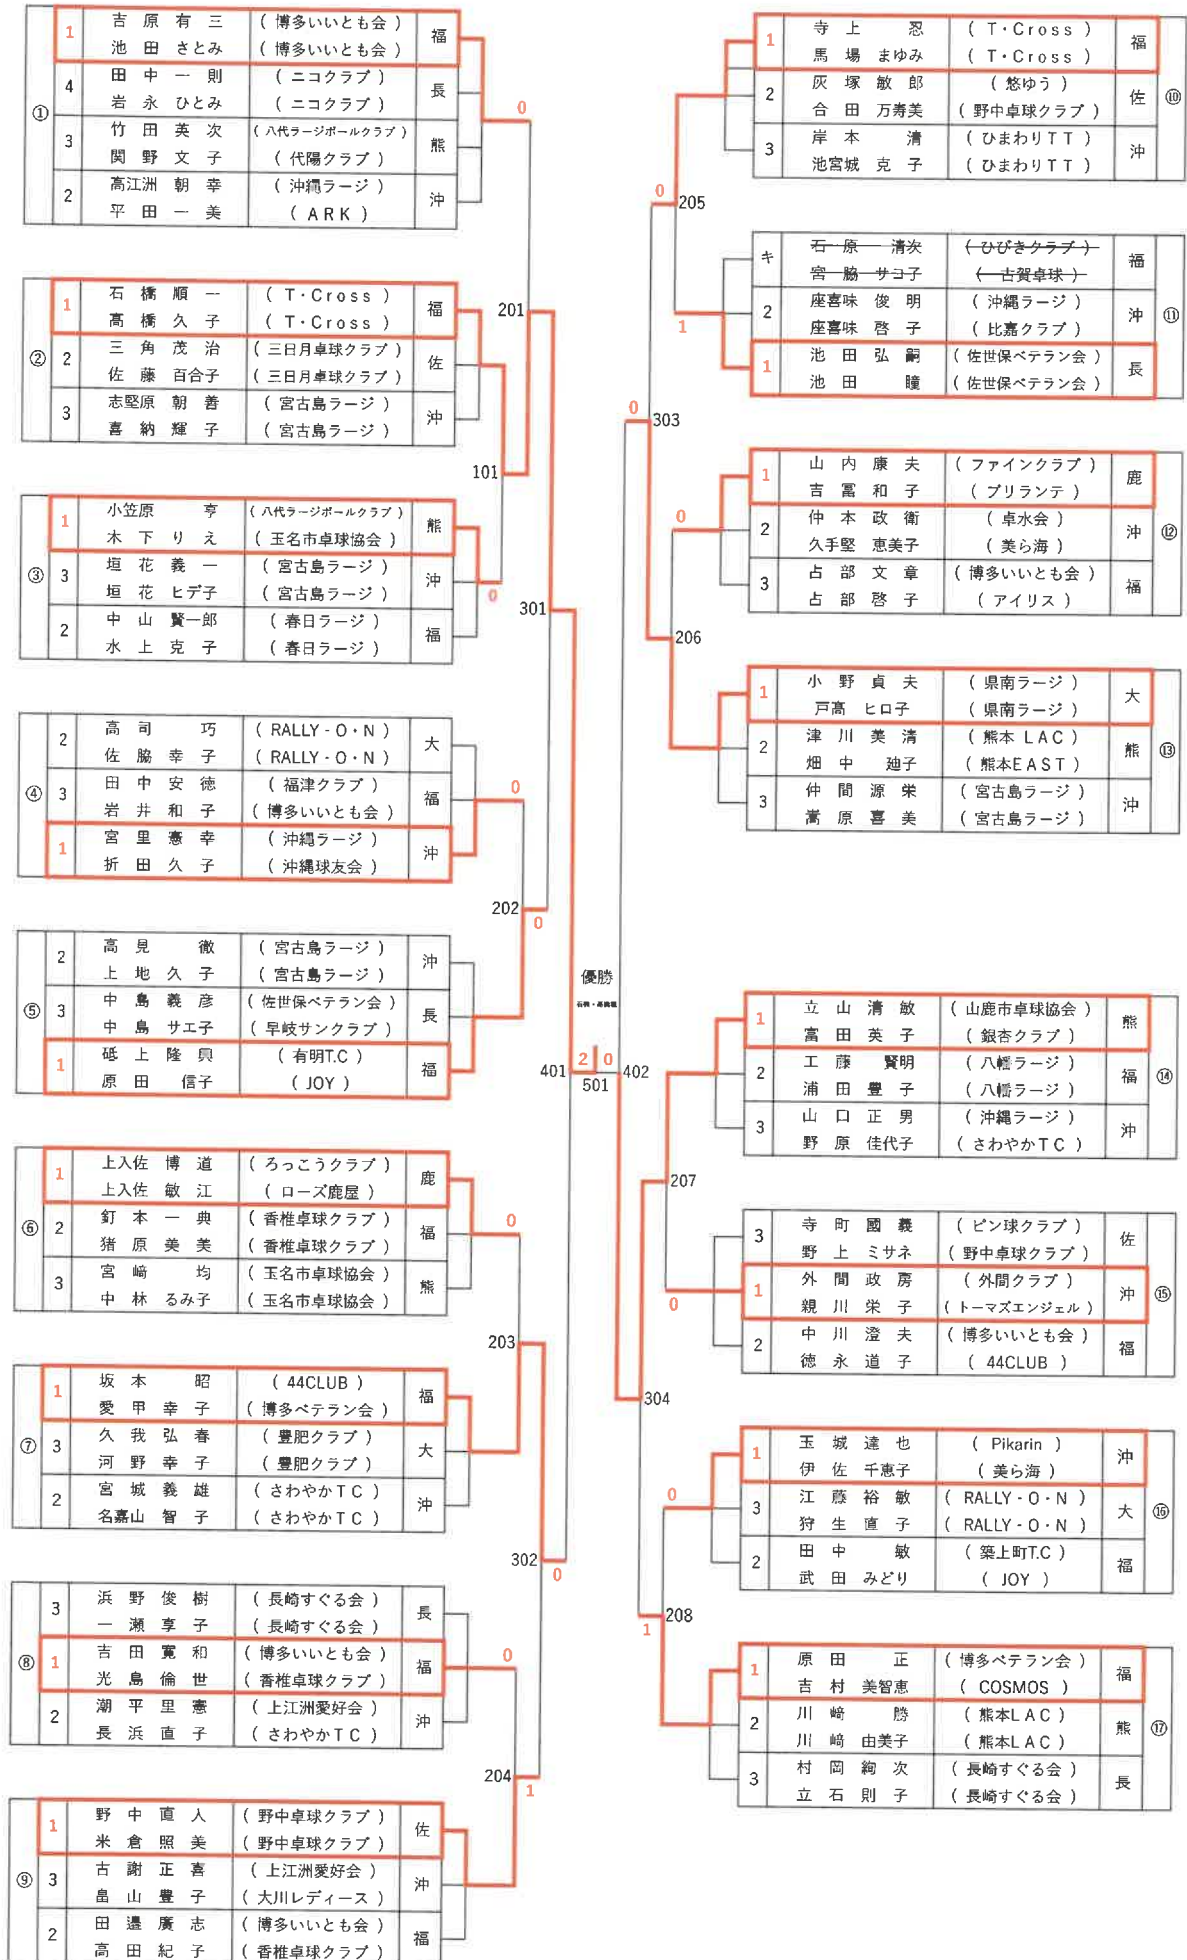 ①
1
吉原有三 (博多いいとも会) 福
池田さとみ (博多いいとも会)
4
田中一則 (ニコクラブ) 長
岩永ひとみ (ニコクラブ)
3
竹田英次 (八代ラージボールクラブ) 熊
関野文子 (代陽クラブ)
2
高江洲朝幸 (沖縄ラージ) 沖
平田一美 (ARK)
0
②
1
石橋順一 (T・Cross) 福
高橋久子 (T・Cross)
2
三角茂治 (三日月卓球クラブ) 佐
佐藤百合子 (三日月卓球クラブ)
3
志堅原朝善 (宮古島ラージ) 沖
喜納輝子 (宮古島ラージ)
201
101
③
1
小笠原亨 (八代ラージボールクラブ) 熊
木下りえ (玉名市卓球協会)
3
垣花義一 (宮古島ラージ) 沖
垣花ヒデ子 (宮古島ラージ)
2
中山賢一郎 (春日ラージ) 福
水上克子 (春日ラージ)
0
301
④
2
高司巧 (RALLY-O・N) 大
佐脇幸子 (RALLY-O・N)
3
田中安徳 (福津クラブ) 福
岩井和子 (博多いいとも会)
1
宮里憲幸 (沖縄ラージ) 沖
折田久子 (沖縄球友会)
0
202
0
⑤
2
高見徹 (宮古島ラージ) 沖
上地久子 (宮古島ラージ)
3
中島義彦 (佐世保ベテラン会) 長
中島サエ子 (早岐サンクラブ)
1
砥上隆興 (有明T.C) 福
原田信子 (JOY)
優勝
401
2 0
501
402
⑥
1
上入佐博道 (ろっこうクラブ) 鹿
上入佐敏江 (ローズ鹿屋)
2
釘本一典 (香椎卓球クラブ) 福
猪原美美 (香椎卓球クラブ)
3
宮﨑均 (玉名市卓球協会) 熊
中林るみ子 (玉名市卓球協会)
0
203
⑦
1
坂本昭 (44CLUB) 福
愛甲幸子 (博多ベテラン会)
3
久我弘春 (豊肥クラブ) 大
河野幸子 (豊肥クラブ)
2
宮城義雄 (さわやかTC) 沖
名嘉山智子 (さわやかTC)
302
0
⑧
3
浜野俊樹 (長崎すぐる会) 長
一瀬享子 (長崎すぐる会)
1
吉田寛和 (博多いいとも会) 福
光島倫世 (香椎卓球クラブ)
2
潮平里憲 (上江洲愛好会) 沖
長浜直子 (さわやかTC)
0
204
1
⑨
1
野中直人 (野中卓球クラブ) 佐
米倉照美 (野中卓球クラブ)
3
古謝正喜 (上江洲愛好会) 沖
畠山豊子 (大川レディース)
2
田邉廣志 (博多いいとも会) 福
高田紀子 (香椎卓球クラブ)
⑩
1
寺上忍 (T・Cross) 福
馬場まゆみ (T・Cross)
2
灰塚敏郎 (悠ゆう) 佐
合田万寿美 (野中卓球クラブ)
3
岸本清 (ひまわりTT) 沖
池宮城克子 (ひまわりTT)
0
205
1
⑪
キ
石原清次 (ひびきクラブ) 福
宮脇サヨ子 (古賀卓球)
2
座喜味俊明 (沖縄ラージ) 沖
座喜味啓子 (比嘉クラブ)
1
池田弘嗣 (佐世保ベテラン会) 長
池田瞳 (佐世保ベテラン会)
0
303
⑫
1
山内康夫 (ファインクラブ) 鹿
吉冨和子 (ブリランテ)
2
仲本政衛 (卓水会) 沖
久手堅恵美子 (美ら海)
3
占部文章 (博多いいとも会) 福
占部啓子 (アイリス)
0
206
⑬
1
小野貞夫 (県南ラージ) 大
戸高ヒロ子 (県南ラージ)
2
津川美清 (熊本LAC) 熊
畑中廸子 (熊本EAST)
3
仲間源栄 (宮古島ラージ) 沖
嵩原喜美 (宮古島ラージ)
⑭
1
立山清敏 (山鹿市卓球協会) 熊
富田英子 (銀杏クラブ)
2
工藤賢明 (八幡ラージ) 福
浦田豊子 (八幡ラージ)
3
山口正男 (沖縄ラージ) 沖
野原佳代子 (さわやかTC)
207
0
⑮
3
寺町國義 (ピン球クラブ) 佐
野上ミサネ (野中卓球クラブ)
1
外間政房 (外間クラブ) 沖
親川栄子 (トーマズエンジェル)
2
中川澄夫 (博多いいとも会) 福
徳永道子 (44CLUB)
304
⑯
1
玉城達也 (Pikarin) 沖
伊佐千恵子 (美ら海)
3
江藤裕敏 (RALLY-O・N) 大
狩生直子 (RALLY-O・N)
2
田中敏 (築上町T.C) 福
武田みどり (JOY)
0
208
1
⑰
1
原田正 (博多ベテラン会) 福
吉村美智恵 (COSMOS)
2
川﨑勝 (熊本LAC) 熊
川﨑由美子 (熊本LAC)
3
村岡絢次 (長崎すぐる会) 長
立石則子 (長崎すぐる会)